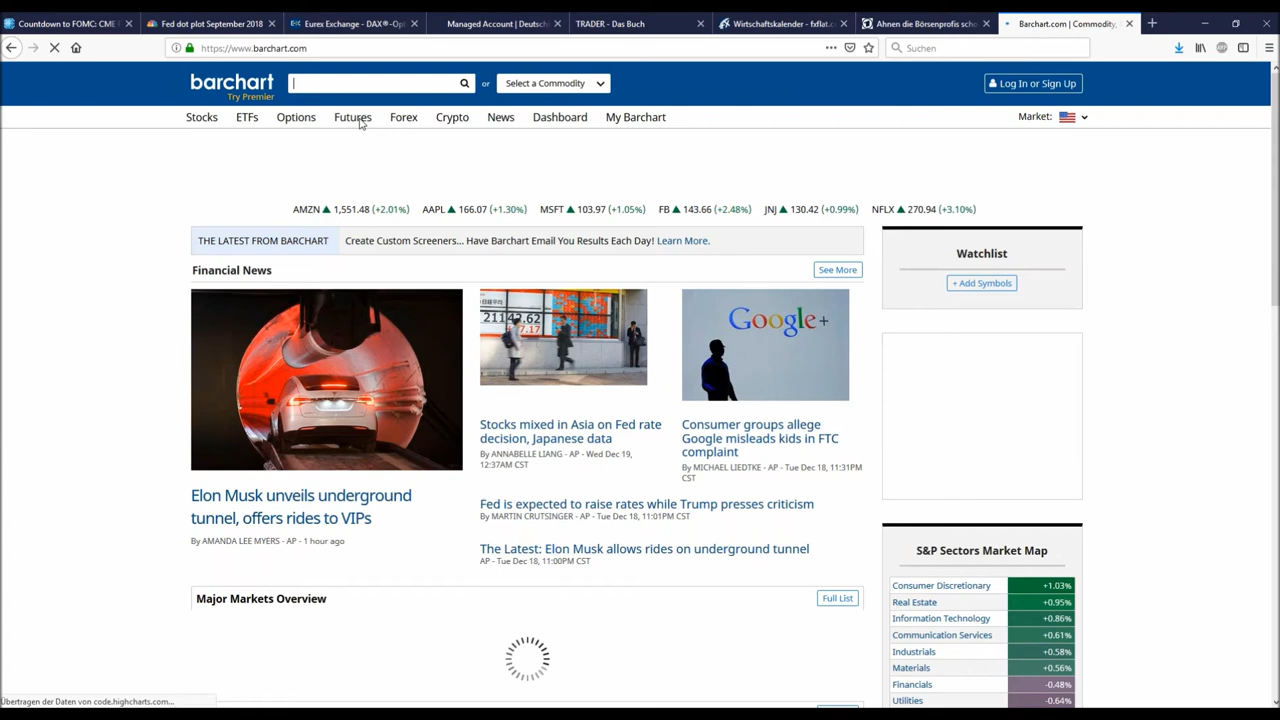 Countdown to FOMC: CME F
Fed dot plot September 2018
Eurex Exchange - DAX®-Opt
Managed Account | Deutschl
TRADER - Das Buch
Wirtschaftskalender - fxflat.co
Ahnen die Börsenprofis scho
Barchart.com | Commodity,
https://www.barchart.com
Suchen
barchart
Try Premier
or
Select a Commodity
Log In or Sign Up
Stocks
ETFs
Options
Futures
Forex
Crypto
News
Dashboard
My Barchart
Market:
AMZN 1,551.48 (+2.01%)
AAPL 166.07 (+1.30%)
MSFT 103.97 (+1.05%)
FB 143.66 (+2.48%)
JNJ 130.42 (+0.99%)
NFLX 270.94 (+3.10%)
THE LATEST FROM BARCHART
Create Custom Screeners... Have Barchart Email You Results Each Day! Learn More.
Financial News
See More
Elon Musk unveils underground
tunnel, offers rides to VIPs
By AMANDA LEE MYERS - AP - 1 hour ago
Stocks mixed in Asia on Fed rate
decision, Japanese data
By ANNABELLE LIANG - AP - Wed Dec 19,
12:37AM CST
Google+
Consumer groups allege
Google misleads kids in FTC
complaint
By MICHAEL LIEDTKE - AP - Tue Dec 18, 11:31PM
CST
Fed is expected to raise rates while Trump presses criticism
By MARTIN CRUTSINGER - AP - Tue Dec 18, 11:01PM CST
The Latest: Elon Musk allows rides on underground tunnel
AP - Tue Dec 18, 11:00PM CST
Major Markets Overview
Full List
Watchlist
+ Add Symbols
S&P Sectors Market Map
Consumer Discretionary +1.03%
Real Estate +0.95%
Information Technology +0.86%
Communication Services +0.61%
Industrials +0.58%
Materials +0.56%
Financials -0.48%
Utilities -0.64%
Übertragen der Daten von code.highcharts.com...